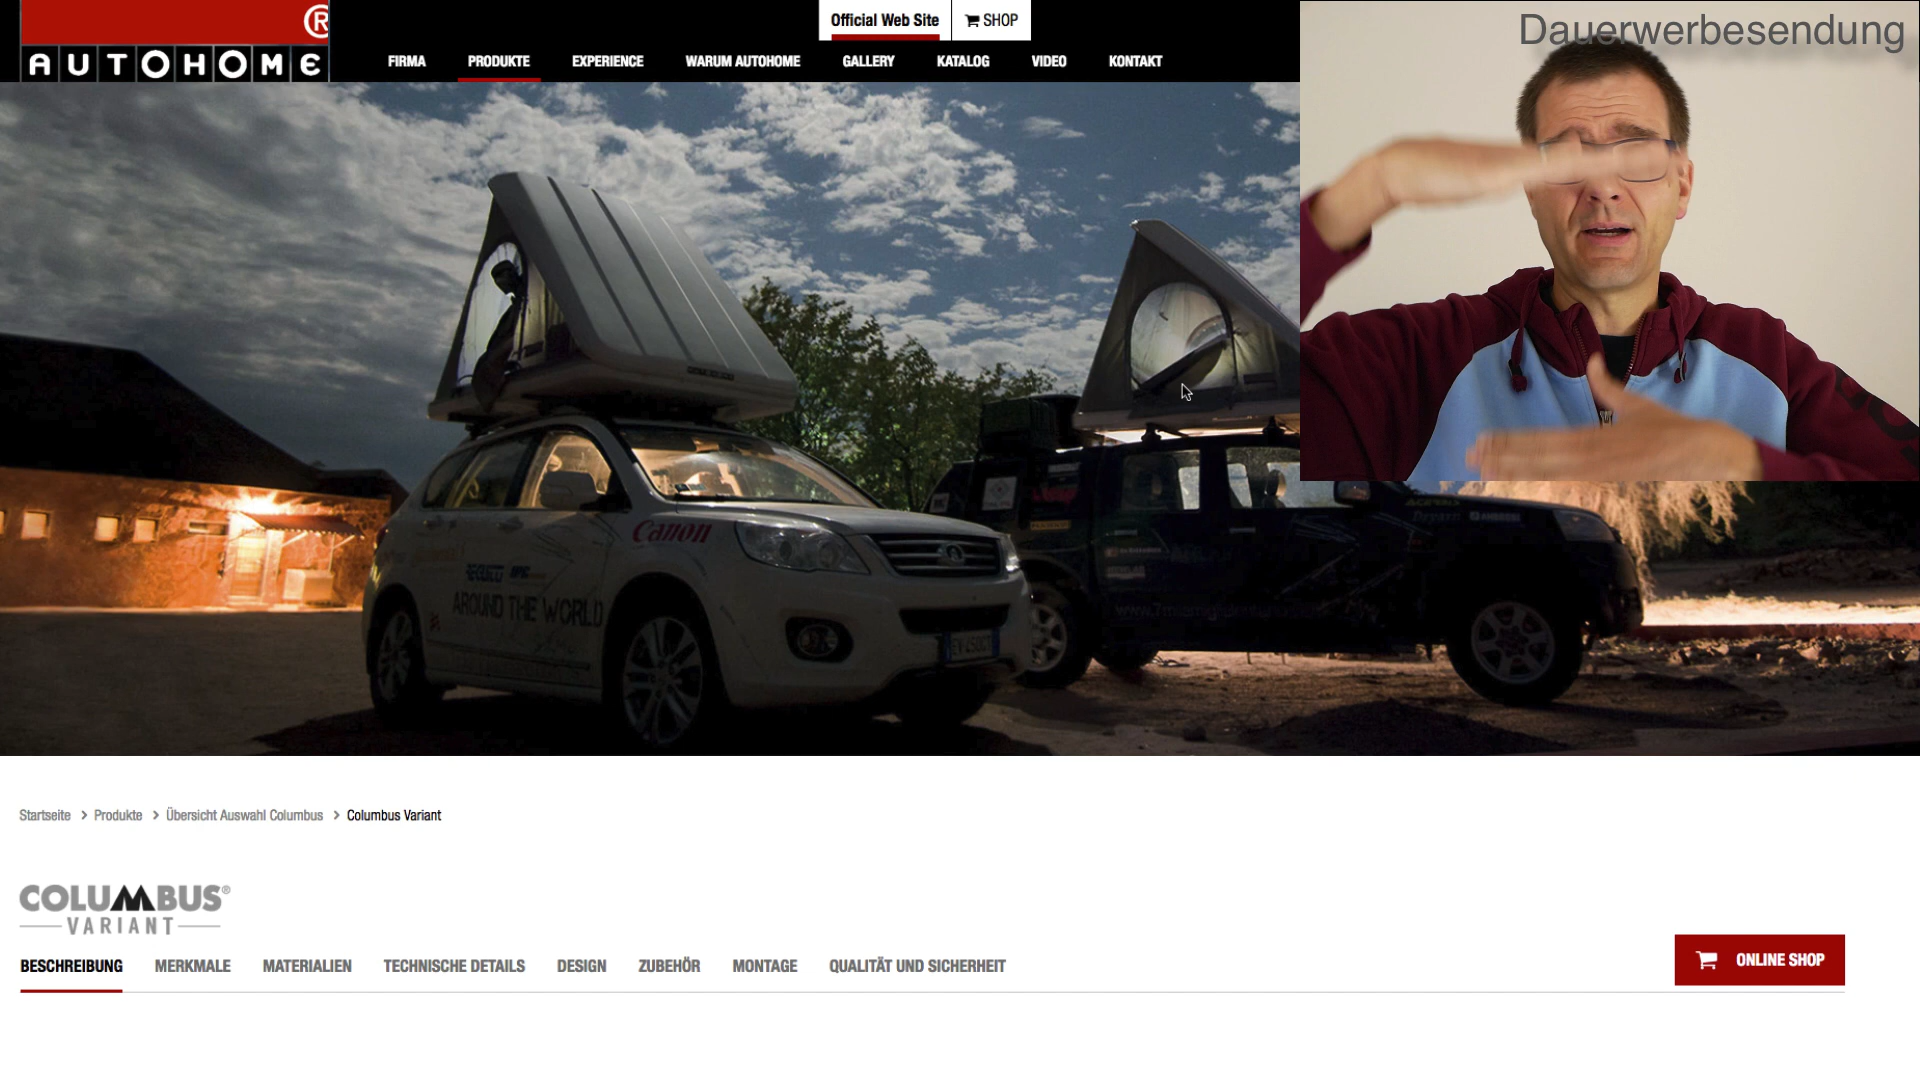 ®
AUTOHOME
Official Web Site
SHOP
FIRMA
PRODUKTE
EXPERIENCE
WARUM AUTOHOME
GALLERY
KATALOG
VIDEO
KONTAKT
Dauerwerbesendung
Canon
AROUND THE WORLD
Startseite > Produkte > Übersicht Auswahl Columbus > Columbus Variant
COLUMBUS®
VARIANT
BESCHREIBUNG
MERKMALE
MATERIALIEN
TECHNISCHE DETAILS
DESIGN
ZUBEHÖR
MONTAGE
QUALITÄT UND SICHERHEIT
ONLINE SHOP